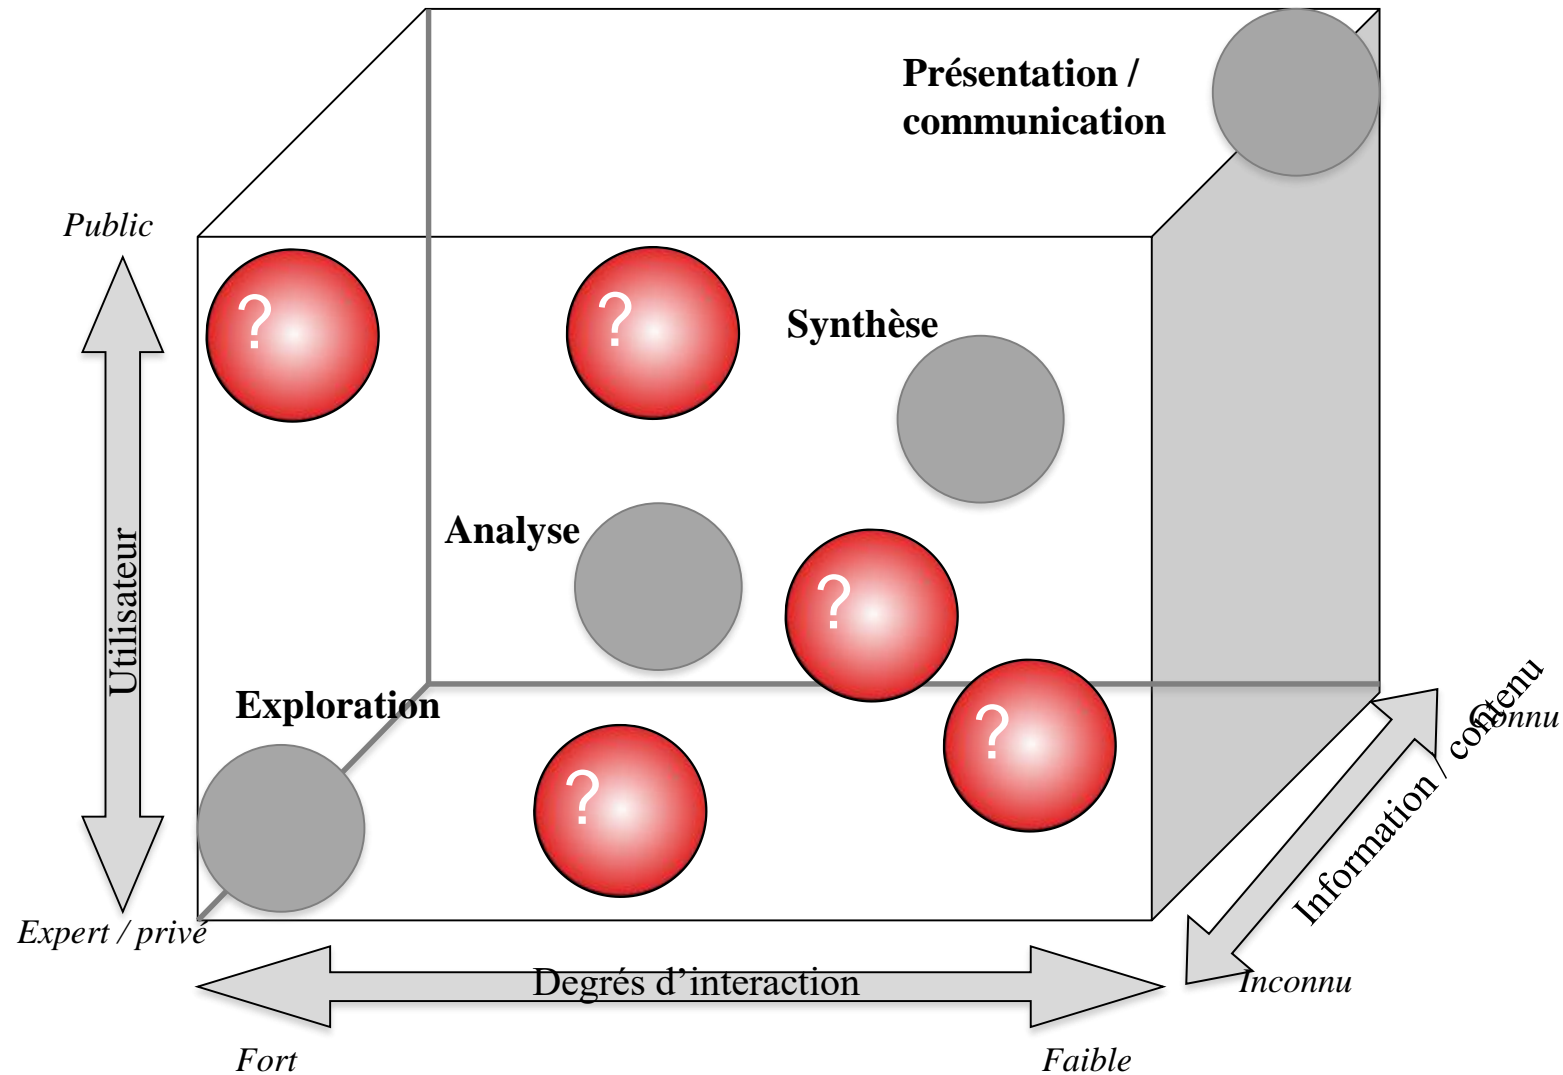 Présentation /
communication
Public
?
?
Synthèse
Analyse
?
Utilisateur
Exploration
?
?
Connu
Information / contenu
Expert / privé
Degrés d’interaction
Inconnu
Fort
Faible